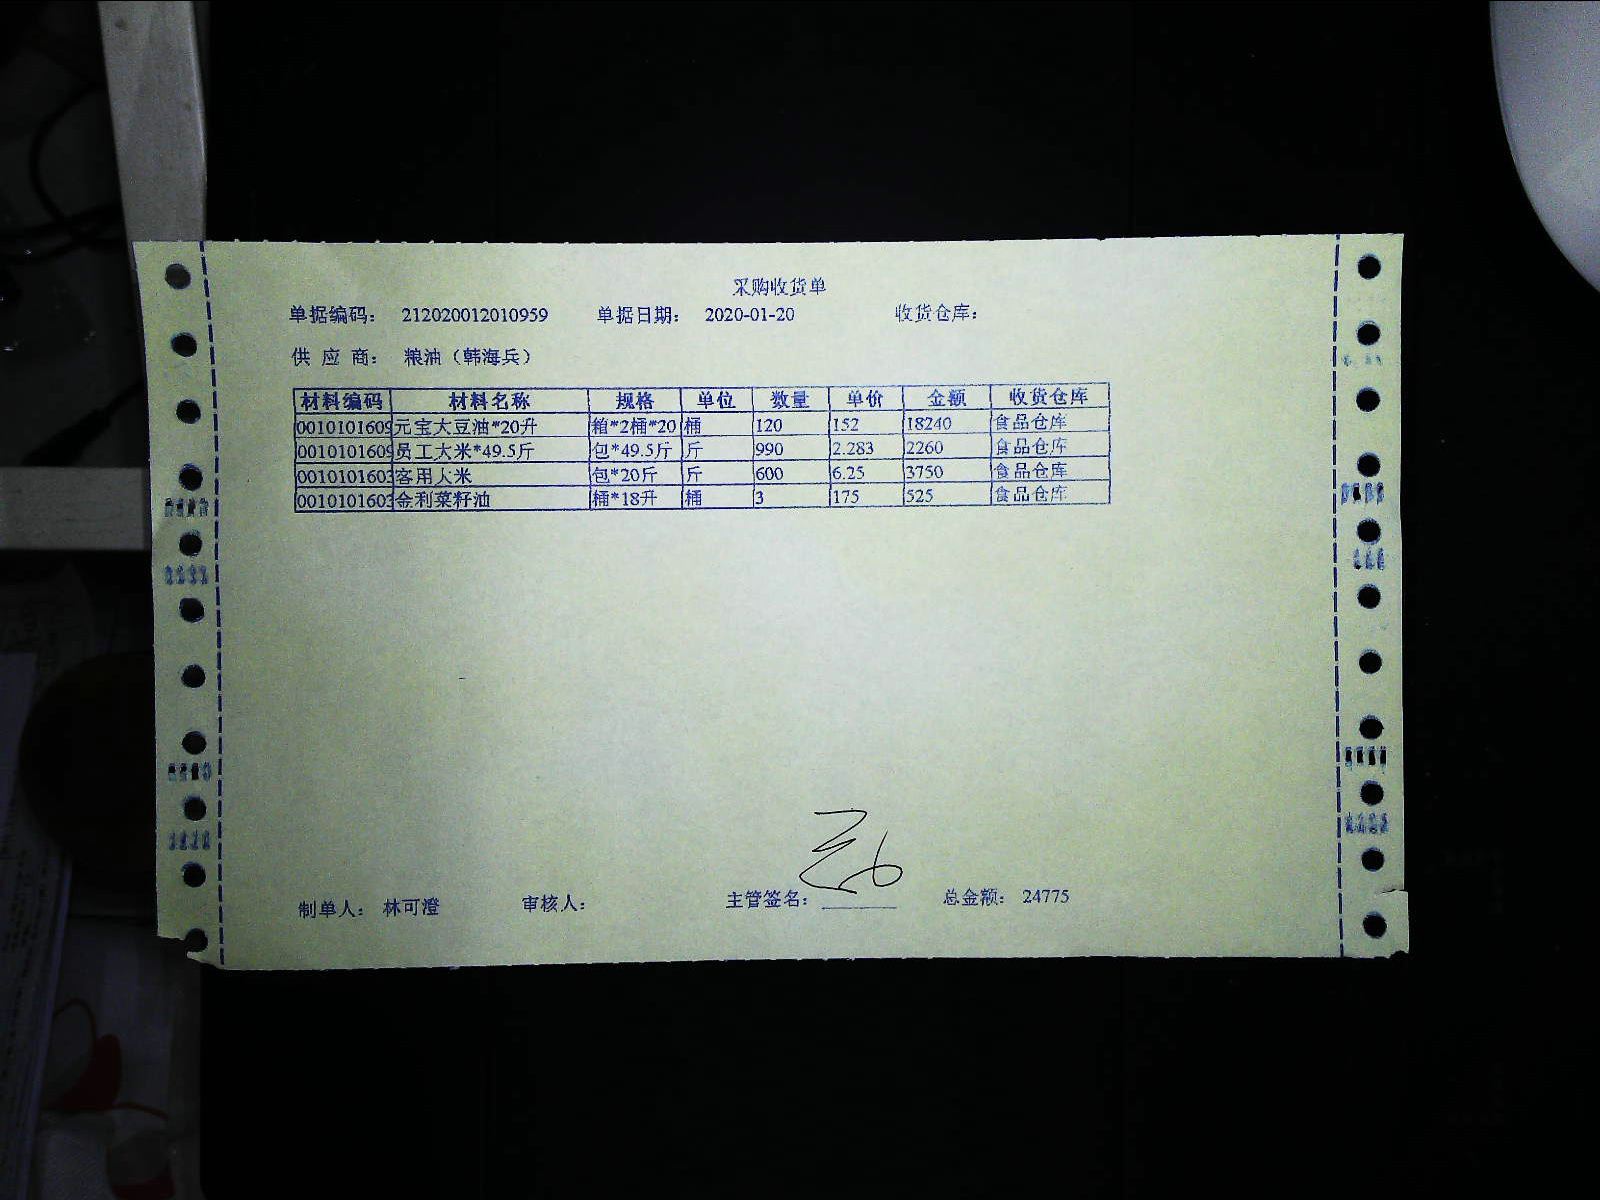 采购收货单
单据编码： 212020012010959 单据日期： 2020-01-20 收货仓库：
供 应 商： 粮油（韩海兵）
材料编码 材料名称 规格 单位 数量 单价 金额 收货仓库
0010101609 元宝大豆油*20升 箱*2桶*20 桶 120 152 18240 食品仓库
0010101609 员工大米*49.5斤 包*49.5斤 斤 990 2.283 2260 食品仓库
0010101603 客用大米 包*20斤 斤 600 6.25 3750 食品仓库
0010101603 金利菜籽油 桶*18升 桶 3 175 525 食品仓库
制单人： 林可澄 审核人： 主管签名： 总金额： 24775